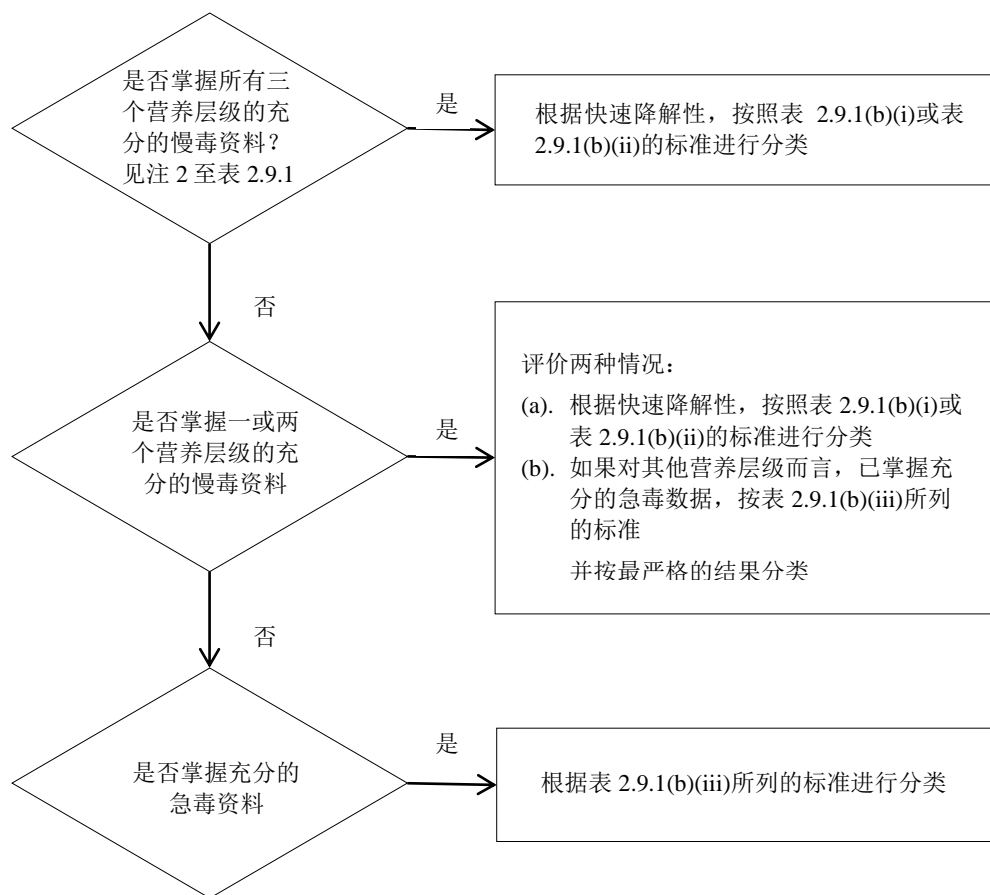 是否掌握所有三
个营养层级的充
分的慢毒资料？
见注 2 至表 2.9.1
是
根据快速降解性，按照表 2.9.1(b)(i)或表
2.9.1(b)(ii)的标准进行分类
否
是否掌握一或两
个营养层级的充
分的慢毒资料
是
评价两种情况：
(a). 根据快速降解性，按照表 2.9.1(b)(i)或
表 2.9.1(b)(ii)的标准进行分类
(b). 如果对其他营养层级而言，已掌握充
分的急毒数据，按表 2.9.1(b)(iii)所列
的标准
并按最严格的结果分类
否
是否掌握充分的
急毒资料
是
根据表 2.9.1(b)(iii)所列的标准进行分类